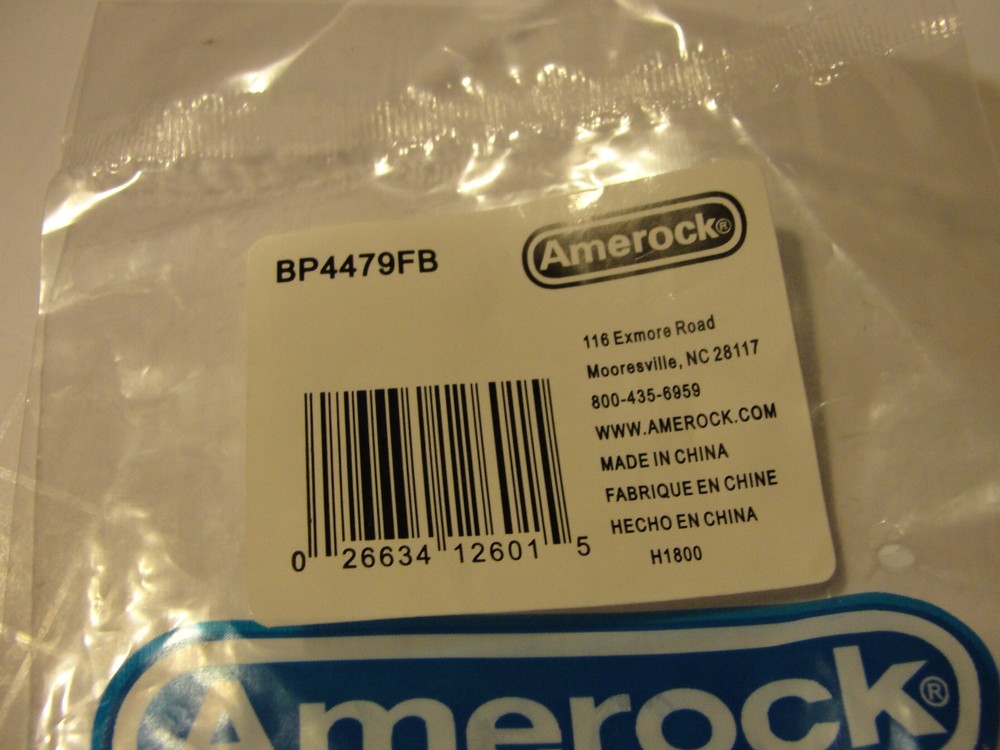 BP4479FB
Amerock®
116 Exmore Road
Mooresville, NC 28117
800-435-6959
WWW.AMEROCK.COM
MADE IN CHINA
FABRIQUE EN CHINE
HECHO EN CHINA
H1800
0 26634 12601 5
Amerock®